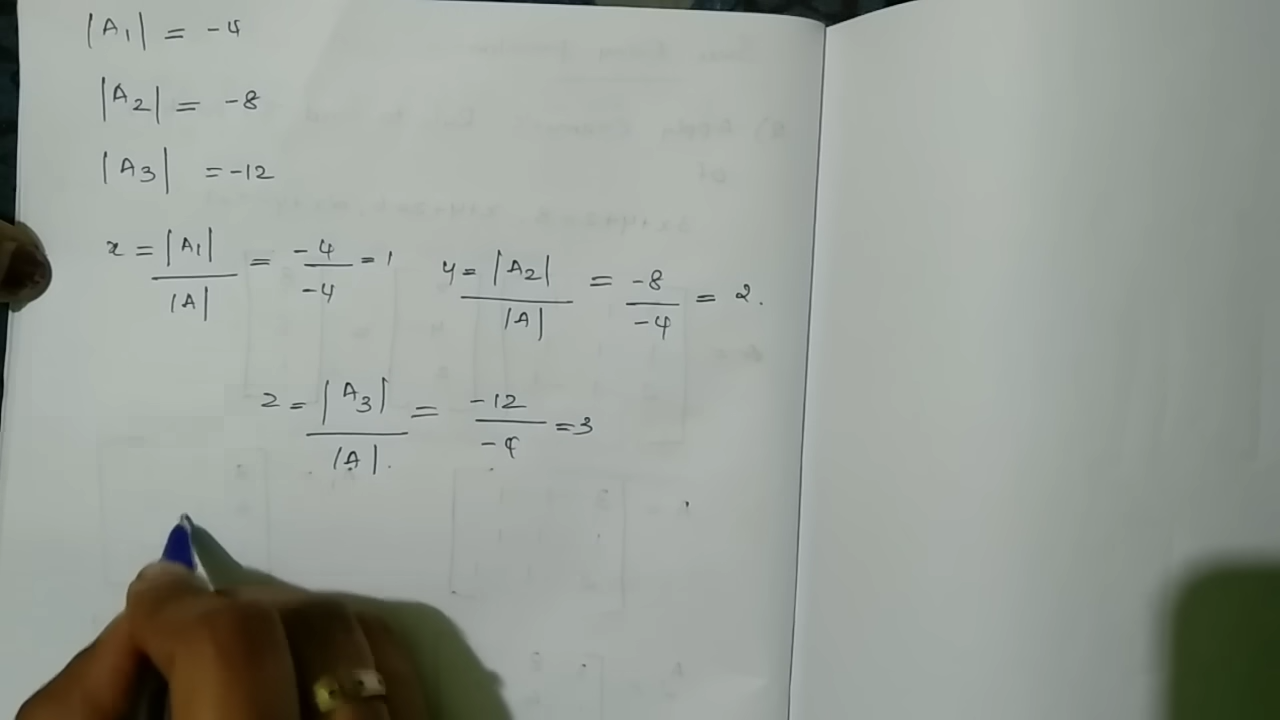 |A1| = -4
|A2| = -8
|A3| = -12
x = |A1| / |A| = -4 / -4 = 1 y = |A2| / |A| = -8 / -4 = 2.
z = |A3| / |A|. = -12 / -4 = 3